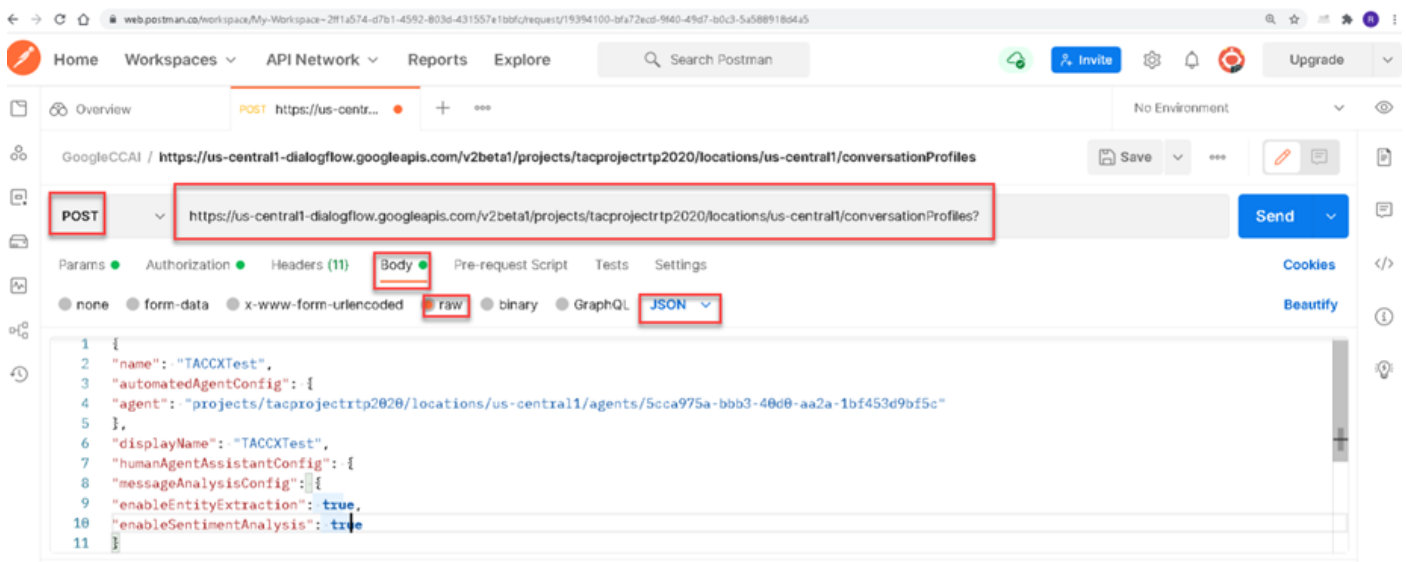 web.postman.co/workspace/My-Workspace~2ff1a574-d7b1-4592-803d-431557e1bbfc/request/19394100-bfa72ecd-9f40-49d7-b0c3-5a588918d4a5
R
Home Workspaces API Network Reports Explore Search Postman Invite Upgrade
Overview POST https://us-centr... No Environment
GoogleCCAI / https://us-central1-dialogflow.googleapis.com/v2beta1/projects/tacprojectrtp2020/locations/us-central1/conversationProfiles Save
POST https://us-central1-dialogflow.googleapis.com/v2beta1/projects/tacprojectrtp2020/locations/us-central1/conversationProfiles? Send
Params Authorization Headers (11) Body Pre-request Script Tests Settings Cookies
none form-data x-www-form-urlencoded raw binary GraphQL JSON Beautify
1 {
2 "name": "TACCXTest",
3 "automatedAgentConfig": {
4 "agent": "projects/tacprojectrtp2020/locations/us-central1/agents/5cca975a-bbb3-40d0-aa2a-1bf453d9bf5c"
5 },
6 "displayName": "TACCXTest",
7 "humanAgentAssistantConfig": {
8 "messageAnalysisConfig": {
9 "enableEntityExtraction": true,
10 "enableSentimentAnalysis": true
11 }